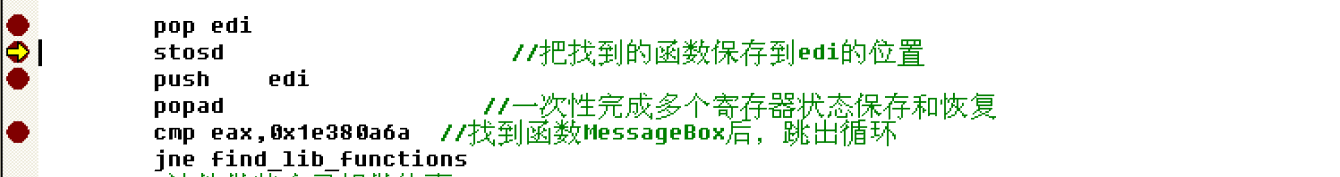 pop edi
stosd //把找到的函数保存到edi的位置
push edi
popad //一次性完成多个寄存器状态保存和恢复
cmp eax,0x1e380a6a //找到函数MessageBox后，跳出循环
jne find_lib_functions